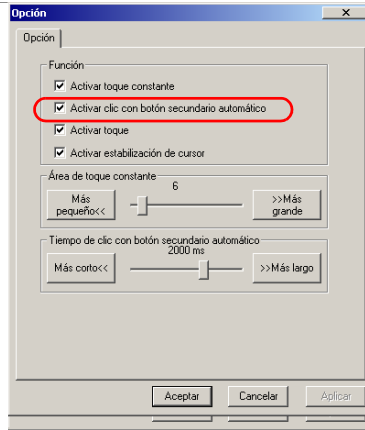 Opción
Opción
Función
Activar toque constante
Activar clic con botón secundario automático
Activar toque
Activar estabilización de cursor
Área de toque constante
6
Más
pequeño<<
>>Más
grande
Tiempo de clic con botón secundario automático
2000 ms
Más corto<<
>>Más largo
Aceptar
Cancelar
Aplicar